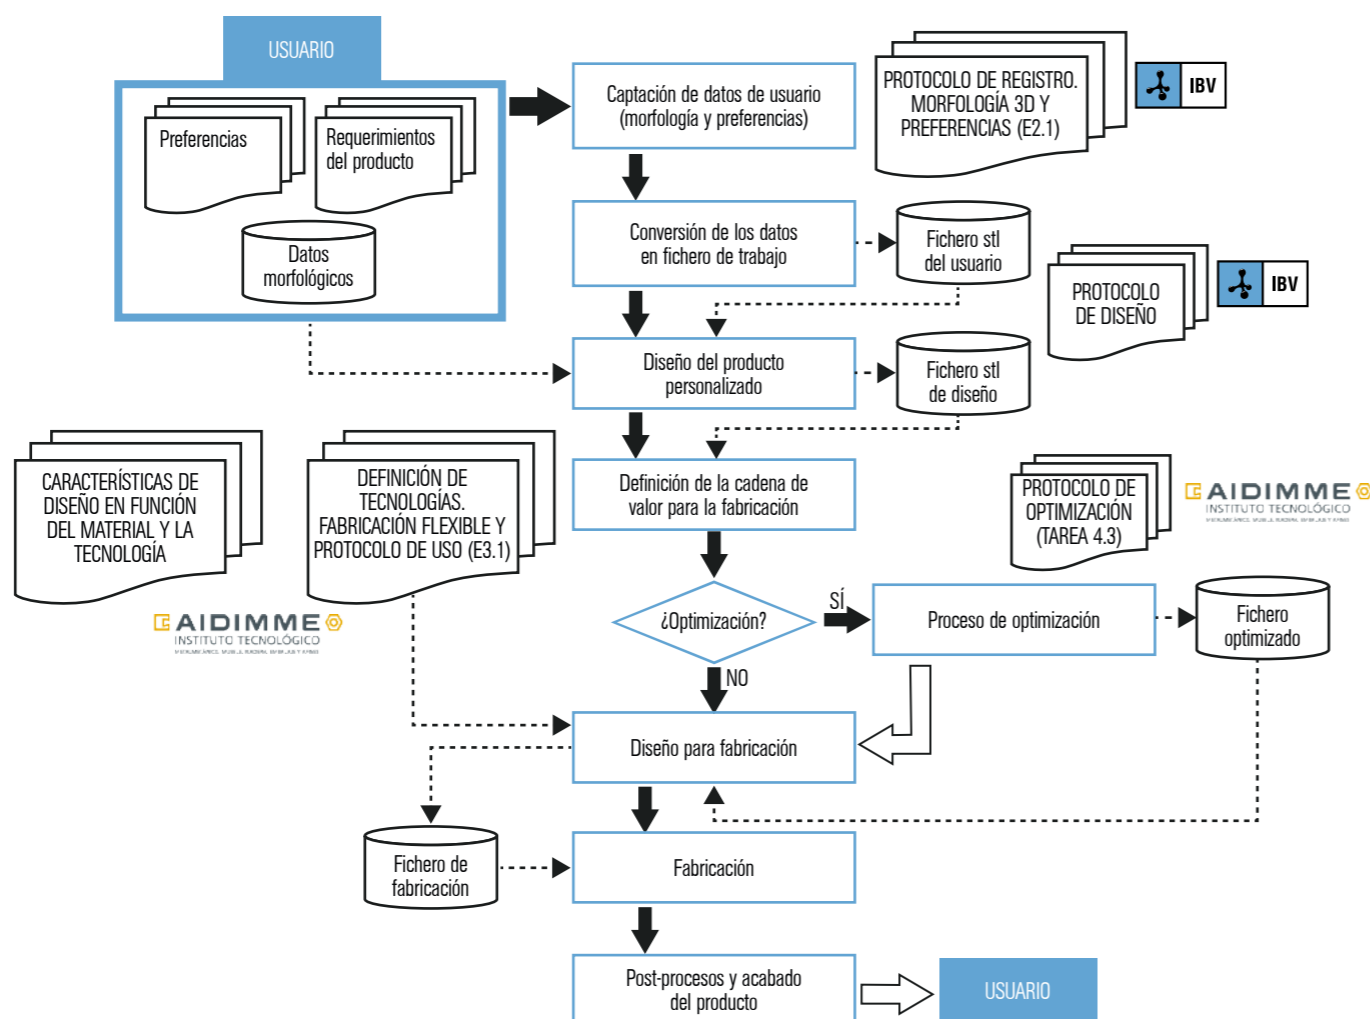 USUARIO
Preferencias
Requerimientos
del producto
Datos
morfológicos
Captación de datos de usuario
(morfología y preferencias)
PROTOCOLO DE REGISTRO.
MORFOLOGÍA 3D Y
PREFERENCIAS (E2.1)
IBV
Conversión de los datos
en fichero de trabajo
Fichero stl
del usuario
PROTOCOLO
DE DISEÑO
IBV
Diseño del producto
personalizado
Fichero stl
de diseño
CARACTERÍSTICAS DE
DISEÑO EN FUNCIÓN
DEL MATERIAL Y LA
TECNOLOGÍA
AIDIMME
INSTITUTO TECNOLÓGICO
DEFINICIÓN DE
TECNOLOGÍAS.
FABRICACIÓN FLEXIBLE Y
PROTOCOLO DE USO (E3.1)
Definición de la cadena de
valor para la fabricación
PROTOCOLO DE
OPTIMIZACIÓN
(TAREA 4.3)
AIDIMME
INSTITUTO TECNOLÓGICO
¿Optimización?
SÍ
Proceso de optimización
Fichero
optimizado
NO
Diseño para fabricación
Fichero de
fabricación
Fabricación
Post-procesos y acabado
del producto
USUARIO